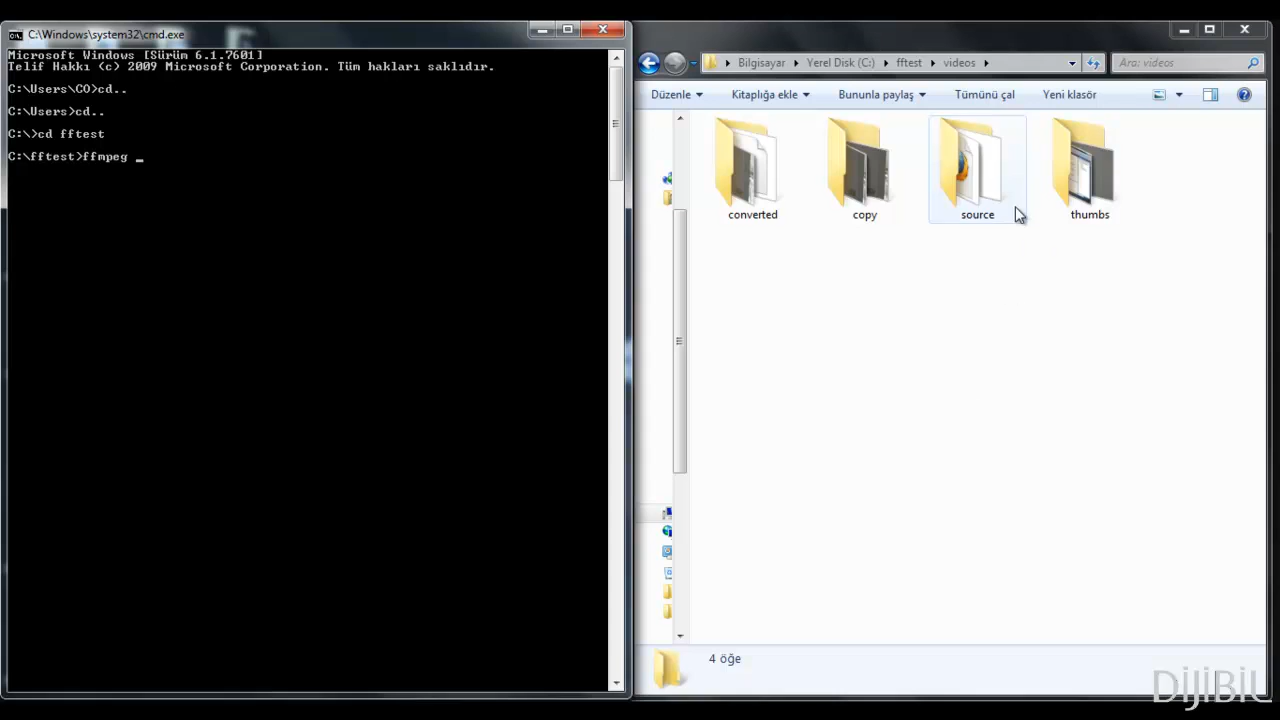 C:\Windows\system32\cmd.exe
Microsoft Windows [Sürüm 6.1.7601]
Telif Hakkı (c) 2009 Microsoft Corporation. Tüm hakları saklıdır.
C:\Users\CO>cd..
C:\Users>cd..
C:\>cd fftest
C:\fftest>ffmpeg _
Bilgisayar
Yerel Disk (C:)
fftest
videos
Ara: videos
Düzenle
Kitaplığa ekle
Bununla paylaş
Tümünü çal
Yeni klasör
converted
copy
source
thumbs
4 öğe
DijiBil